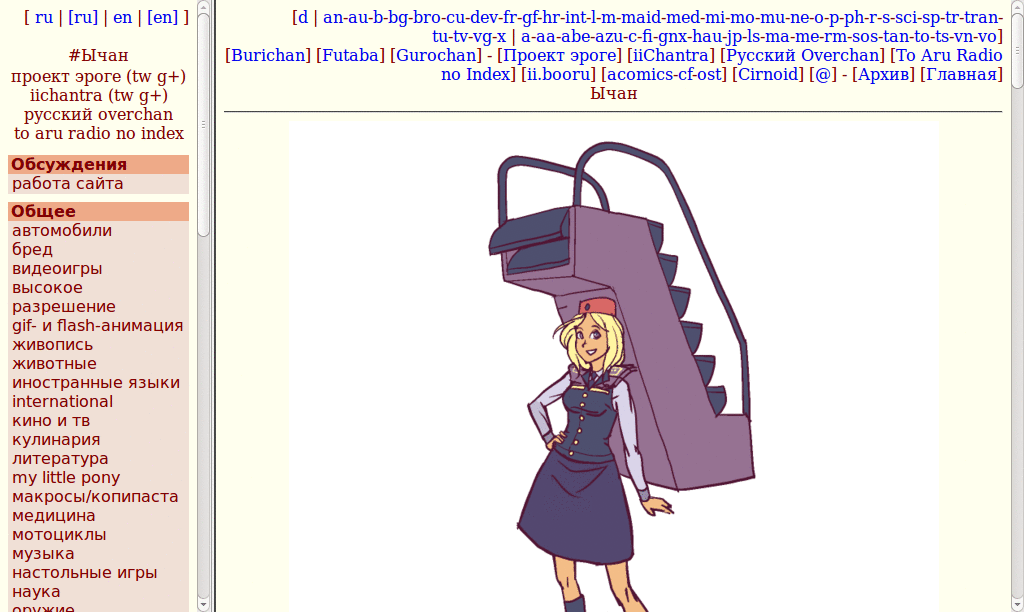 [ ru | [ru] | en | [en] ]
#Ычан
проект эроге (tw g+)
iichantra (tw g+)
русский overchan
to aru radio no index
Обсуждения
работа сайта
Общее
автомобили
бред
видеоигры
высокое
разрешение
gif- и flash-анимация
живопись
животные
иностранные языки
international
кино и тв
кулинария
литература
my little pony
макросы/копипаста
медицина
мотоциклы
музыка
настольные игры
наука
оружие
[d | an-au-b-bg-bro-cu-dev-fr-gf-hr-int-l-m-maid-med-mi-mo-mu-ne-o-p-ph-r-s-sci-sp-tr-tran-
tu-tv-vg-x | a-aa-abe-azu-c-fi-gnx-hau-jp-ls-ma-me-rm-sos-tan-to-ts-vn-vo]
[Burichan] [Futaba] [Gurochan] - [Проект эроге] [iiChantra] [Русский Overchan] [To Aru Radio
no Index] [ii.booru] [acomics-cf-ost] [Cirnoid] [@] - [Архив] [Главная]
Ычан